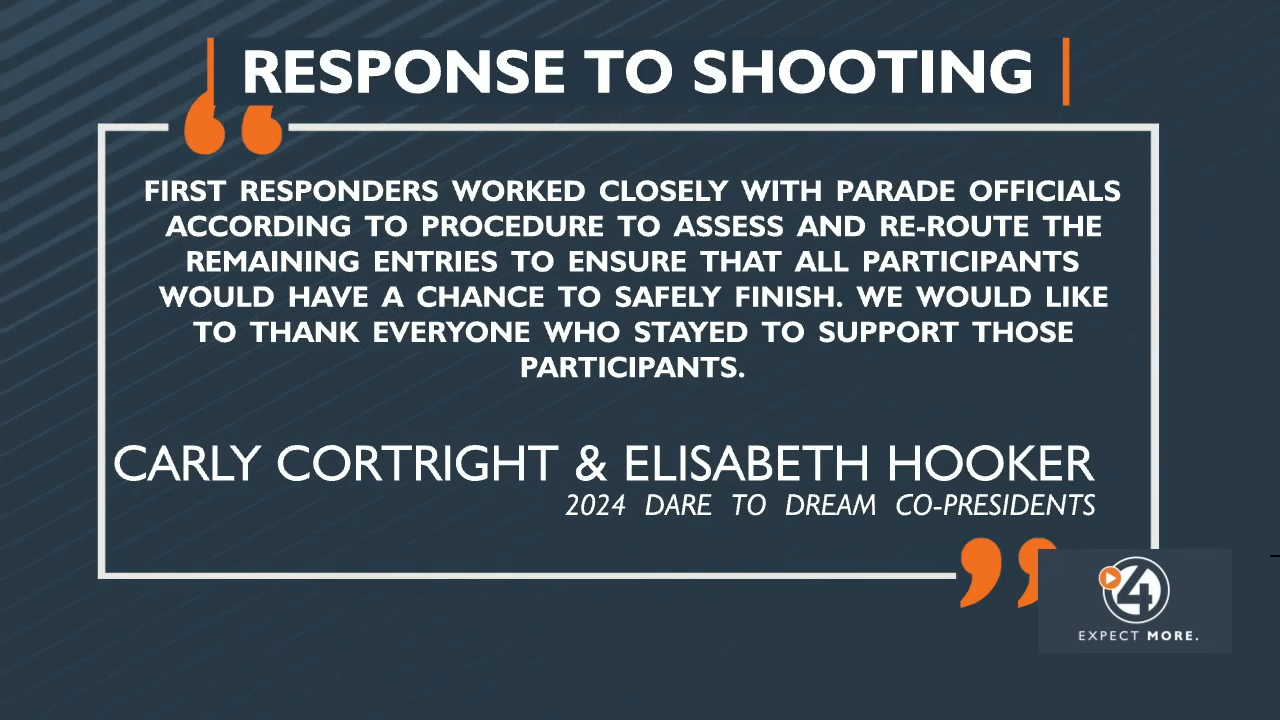 RESPONSE TO SHOOTING
FIRST RESPONDERS WORKED CLOSELY WITH PARADE OFFICIALS
ACCORDING TO PROCEDURE TO ASSESS AND RE-ROUTE THE
REMAINING ENTRIES TO ENSURE THAT ALL PARTICIPANTS
WOULD HAVE A CHANCE TO SAFELY FINISH. WE WOULD LIKE
TO THANK EVERYONE WHO STAYED TO SUPPORT THOSE
PARTICIPANTS.
CARLY CORTRIGHT & ELISABETH HOOKER
2024 DARE TO DREAM CO-PRESIDENTS
4
EXPECT MORE.